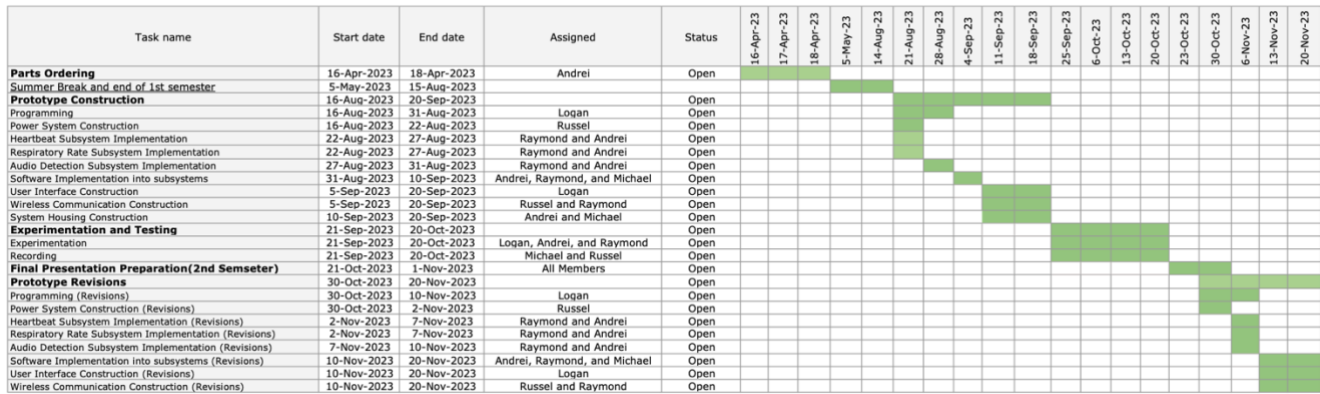 Task name Start date End date Assigned Status 16-Apr-23 17-Apr-23 18-Apr-23 5-May-23 14-Aug-23 21-Aug-23 28-Aug-23 4-Sep-23 11-Sep-23 18-Sep-23 25-Sep-23 6-Oct-23 13-Oct-23 20-Oct-23 23-Oct-23 30-Oct-23 6-Nov-23 13-Nov-23 20-Nov-23
Parts Ordering 16-Apr-2023 18-Apr-2023 Andrei Open
Summer Break and end of 1st semester 5-May-2023 15-Aug-2023
Prototype Construction 16-Aug-2023 20-Sep-2023 Open
Programming 16-Aug-2023 31-Aug-2023 Logan Open
Power System Construction 16-Aug-2023 22-Aug-2023 Russel Open
Heartbeat Subsystem Implementation 22-Aug-2023 27-Aug-2023 Raymond and Andrei Open
Respiratory Rate Subsystem Implementation 22-Aug-2023 27-Aug-2023 Raymond and Andrei Open
Audio Detection Subsystem Implementation 27-Aug-2023 31-Aug-2023 Raymond and Andrei Open
Software Implementation into subsystems 31-Aug-2023 10-Sep-2023 Andrei, Raymond, and Michael Open
User Interface Construction 5-Sep-2023 20-Sep-2023 Logan Open
Wireless Communication Construction 5-Sep-2023 20-Sep-2023 Russel and Raymond Open
System Housing Construction 10-Sep-2023 20-Sep-2023 Andrei and Michael Open
Experimentation and Testing 21-Sep-2023 20-Oct-2023 Open
Experimentation 21-Sep-2023 20-Oct-2023 Logan, Andrei, and Raymond Open
Recording 21-Sep-2023 20-Oct-2023 Michael and Russel Open
Final Presentation Preparation(2nd Semseter) 21-Oct-2023 1-Nov-2023 All Members Open
Prototype Revisions 30-Oct-2023 20-Nov-2023 Open
Programming (Revisions) 30-Oct-2023 10-Nov-2023 Logan Open
Power System Construction (Revisions) 30-Oct-2023 2-Nov-2023 Russel Open
Heartbeat Subsystem Implementation (Revisions) 2-Nov-2023 7-Nov-2023 Raymond and Andrei Open
Respiratory Rate Subsystem Implementation (Revisions) 2-Nov-2023 7-Nov-2023 Raymond and Andrei Open
Audio Detection Subsystem Implementation (Revisions) 7-Nov-2023 10-Nov-2023 Raymond and Andrei Open
Software Implementation into subsystems (Revisions) 10-Nov-2023 20-Nov-2023 Andrei, Raymond, and Michael Open
User Interface Construction (Revisions) 10-Nov-2023 20-Nov-2023 Logan Open
Wireless Communication Construction (Revisions) 10-Nov-2023 20-Nov-2023 Russel and Raymond Open